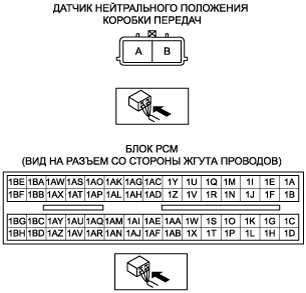 ДАТЧИК НЕЙТРАЛЬНОГО ПОЛОЖЕНИЯ
КОРОБКИ ПЕРЕДАЧ
A B
БЛОК PCM
(ВИД НА РАЗЪЕМ СО СТОРОНЫ ЖГУТА ПРОВОДОВ)
1BE 1BA 1AW 1AS 1AO 1AK 1AG 1AC 1Y 1U 1Q 1M 1I 1E 1A
1BF 1BB 1AX 1AT 1AP 1AL 1AH 1AD 1Z 1V 1R 1N 1J 1F 1B
1BG 1BC 1AY 1AU 1AQ 1AM 1AI 1AE 1AA 1W 1S 1O 1K 1G 1C
1BH 1BD 1AZ 1AV 1AR 1AN 1AJ 1AF 1AB 1X 1T 1P 1L 1H 1D